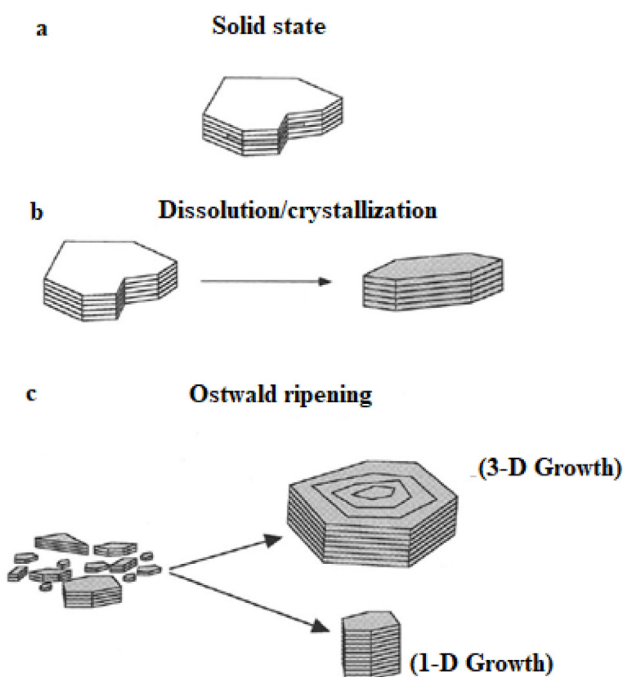 a
Solid state
b
Dissolution/crystallization
c
Ostwald ripening
(3-D Growth)
(1-D Growth)